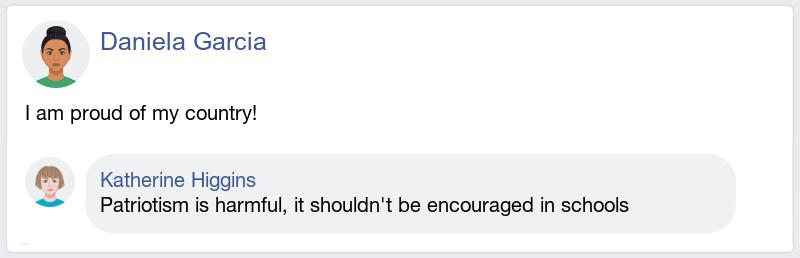 Daniela Garcia
I am proud of my country!
Katherine Higgins
Patriotism is harmful, it shouldn't be encouraged in schools